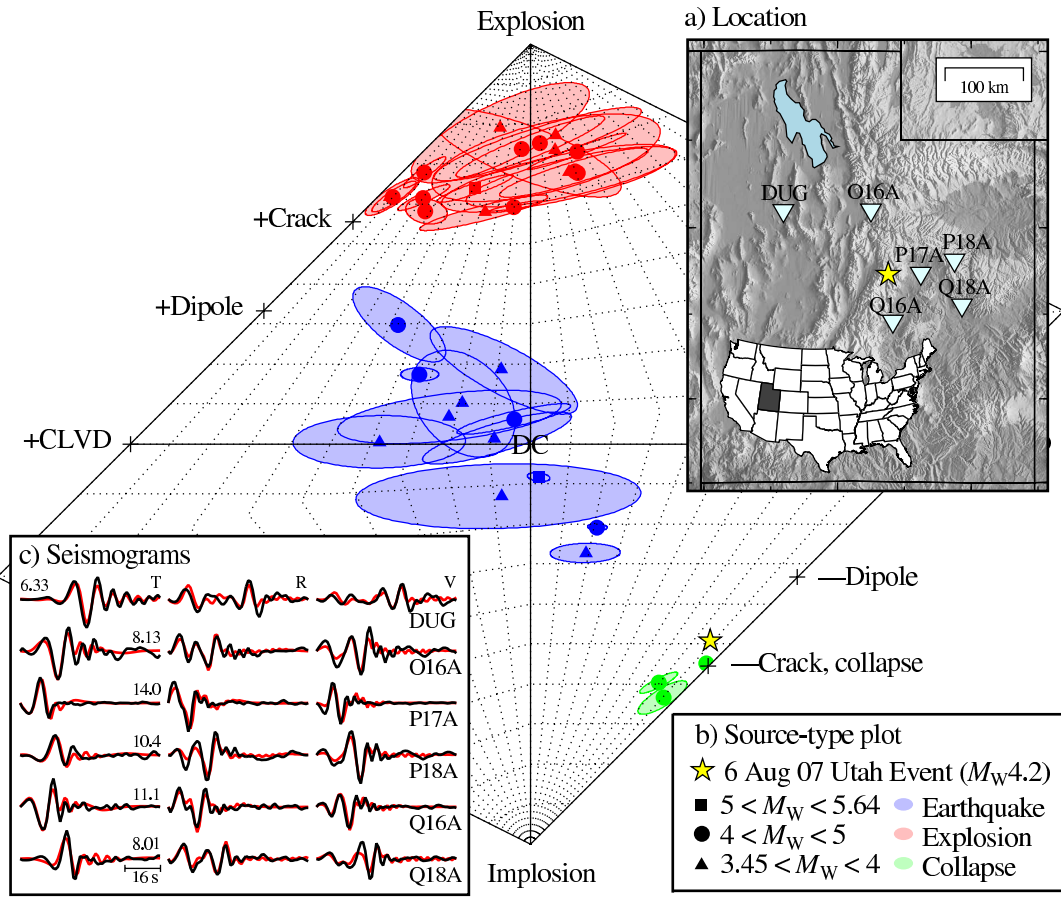 Explosion
a) Location
100 km
DUG
O16A
P18A
P17A
Q18A
Q16A
+Crack
+Dipole
+CLVD
DC
c) Seismograms
6.33
T
R
V
DUG
8.13
O16A
14.0
P17A
10.4
P18A
11.1
Q16A
8.01
16 s
Q18A
—Dipole
—Crack, collapse
Implosion
b) Source-type plot
6 Aug 07 Utah Event (MW4.2)
5 < MW < 5.64
Earthquake
4 < MW < 5
Explosion
3.45 < MW < 4
Collapse